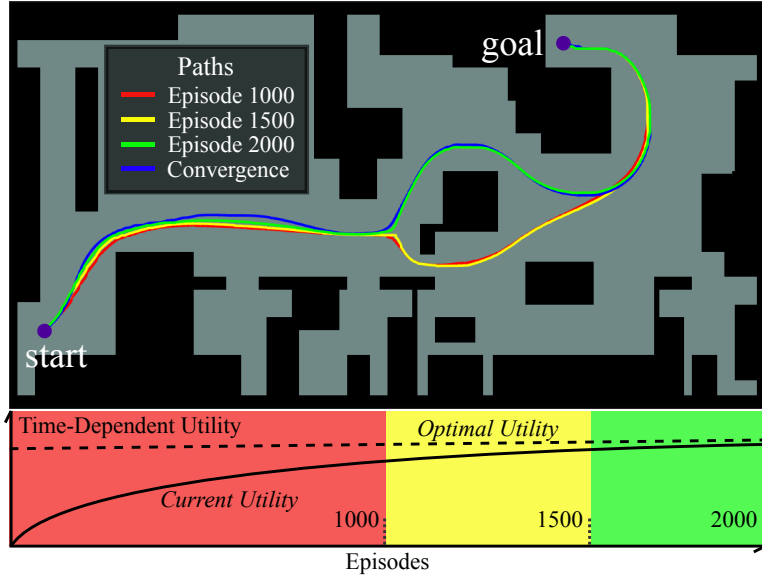 goal
Paths
Episode 1000
Episode 1500
Episode 2000
Convergence
start
Time-Dependent Utility
Optimal Utility
Current Utility
1000
1500
2000
Episodes